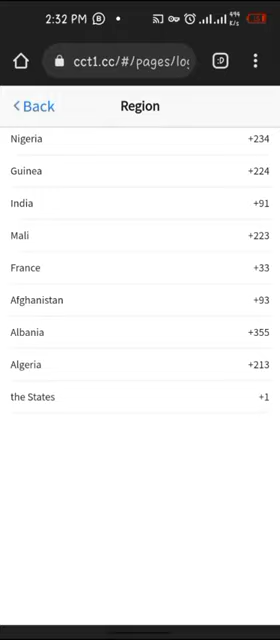 2:32 PM
cct1.cc/#/pages/log
:D
Back
Region
Nigeria +234
Guinea +224
India +91
Mali +223
France +33
Afghanistan +93
Albania +355
Algeria +213
the States +1